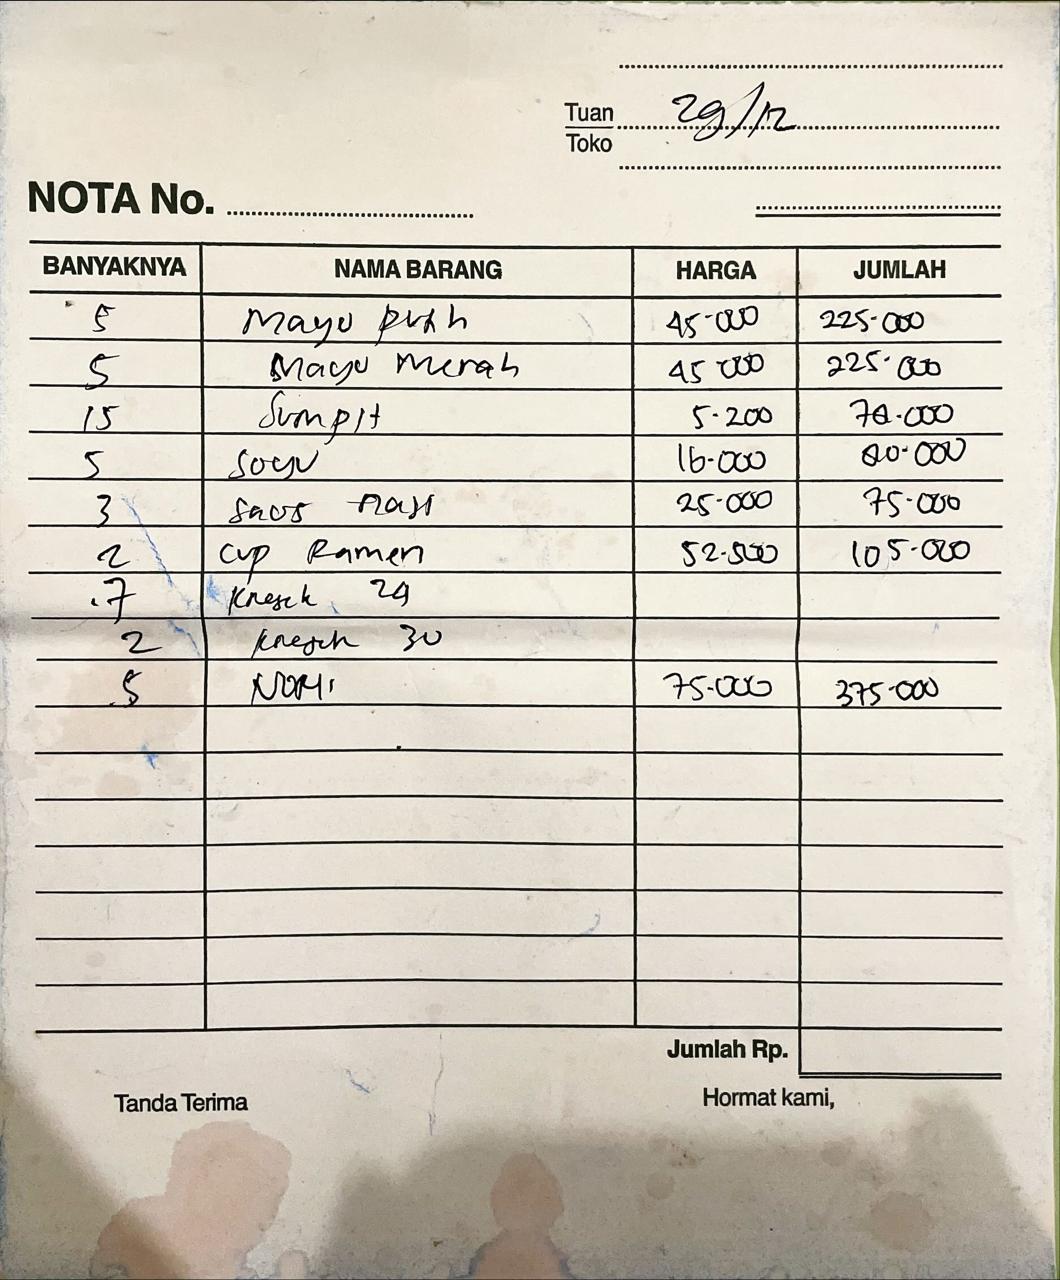 29/12
Tuan
Toko
NOTA No.
BANYAKNYA NAMA BARANG HARGA JUMLAH
5 Mayo putih 45.000 225.000
5 Mayo Merah 45 000 225.000
15 Sumpit 5.200 78.000
5 Soyu 16.000 80.000
3 Saos nasi 25.000 75.000
2 Cup Ramen 52.500 105.000
7 kresek 24
2 kresek 30
5 NORI 75.000 375.000
Jumlah Rp.
Tanda Terima Hormat kami,